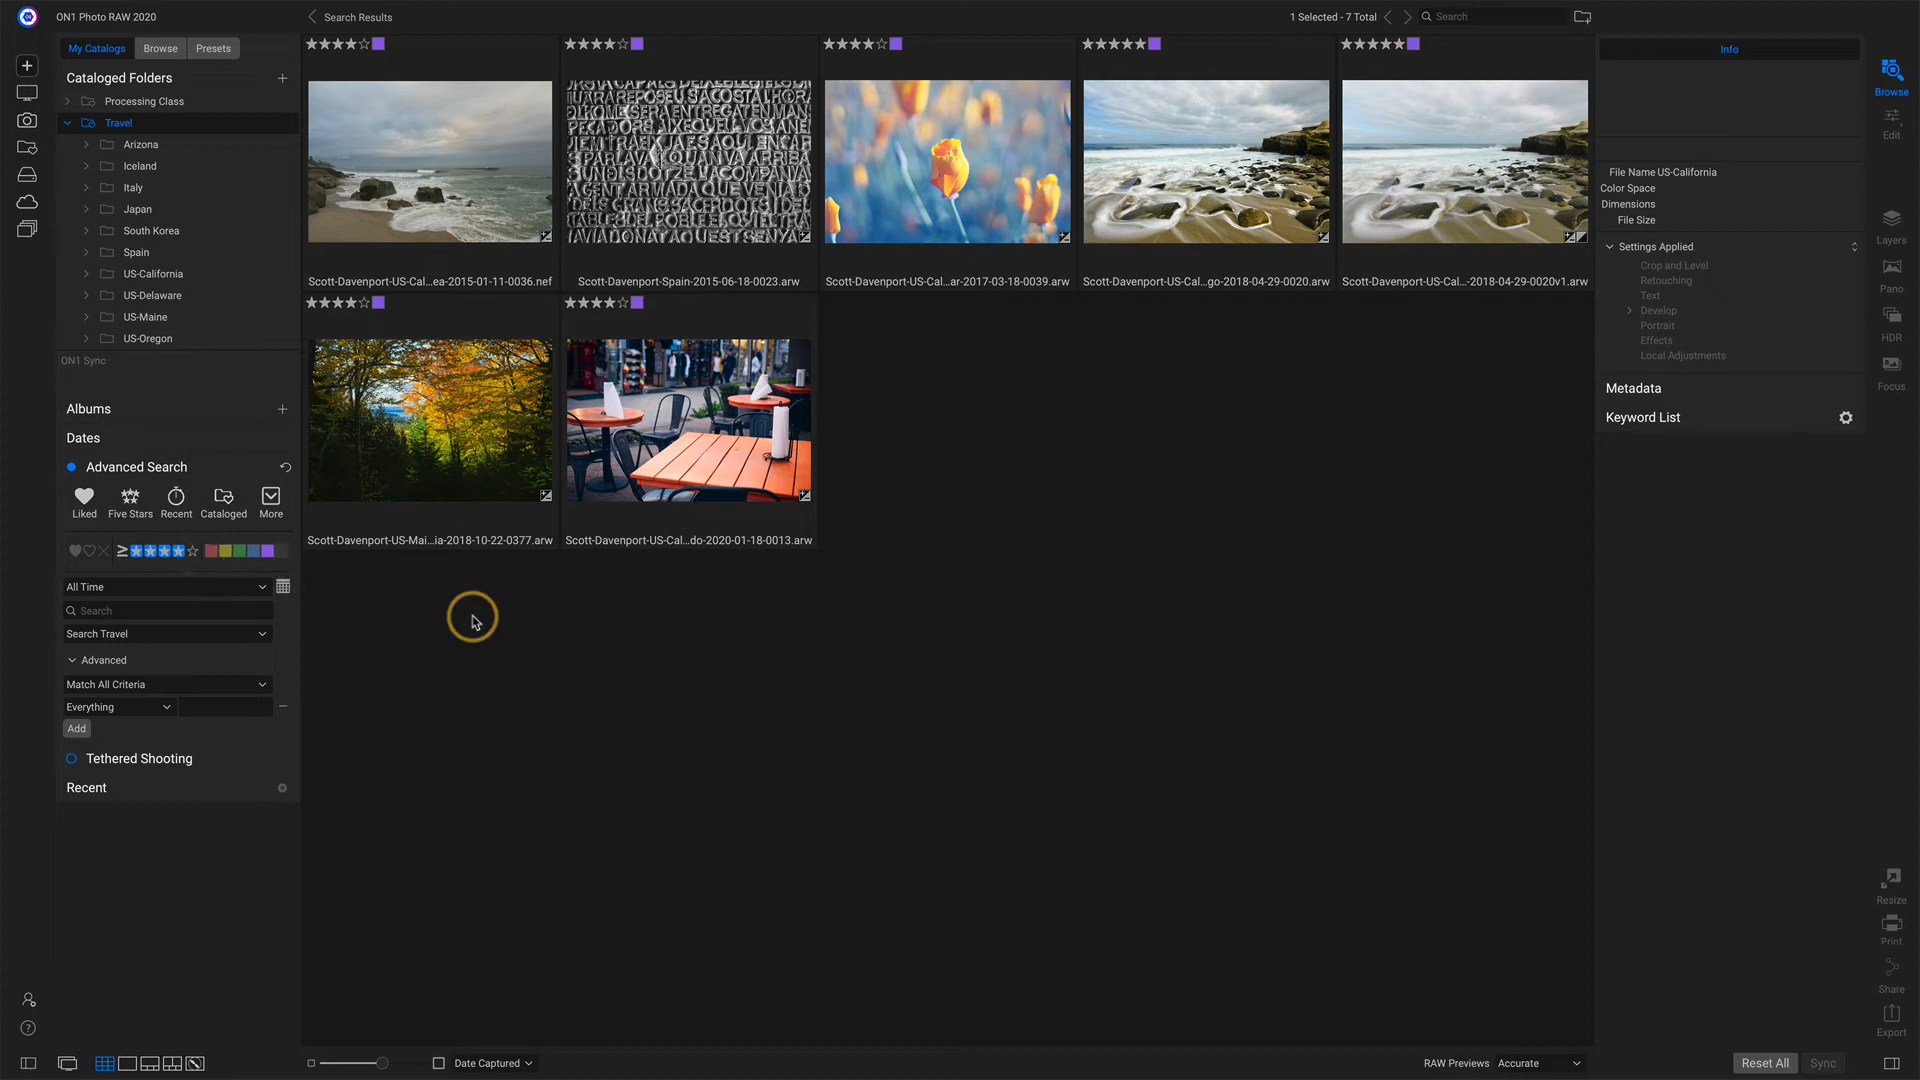 ON1 Photo RAW 2020
Search Results
1 Selected - 7 Total
Search
My Catalogs
Browse
Presets
Info
Cataloged Folders
Processing Class
Travel
Arizona
Iceland
Italy
Japan
South Korea
Spain
US-California
US-Delaware
US-Maine
US-Oregon
ON1 Sync
Albums
Dates
Advanced Search
Liked
Five Stars
Recent
Cataloged
More
All Time
Search
Search Travel
Advanced
Match All Criteria
Everything
Add
Tethered Shooting
Recent
Scott-Davenport-US-Cal...ea-2015-01-11-0036.nef
Scott-Davenport-Spain-2015-06-18-0023.arw
Scott-Davenport-US-Cal...ar-2017-03-18-0039.arw
Scott-Davenport-US-Cal...go-2018-04-29-0020.arw
Scott-Davenport-US-Cal...-2018-04-29-0020v1.arw
Scott-Davenport-US-Mai...ia-2018-10-22-0377.arw
Scott-Davenport-US-Cal...do-2020-01-18-0013.arw
File Name US-California
Color Space
Dimensions
File Size
Settings Applied
Crop and Level
Retouching
Text
Develop
Portrait
Effects
Local Adjustments
Metadata
Keyword List
Browse
Edit
Layers
Pano
HDR
Focus
Resize
Print
Share
Export
Date Captured
RAW Previews
Accurate
Reset All
Sync